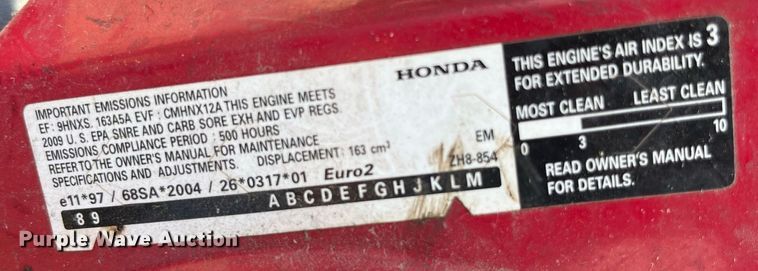 HONDA
IMPORTANT EMISSIONS INFORMATION
EF: 9HNXS. 163A5A EVF : CMHNX12A THIS ENGINE MEETS
2009 U. S. EPA SNRE AND CARB SORE EXH AND EVP REGS.
EMISSIONS COMPLIANCE PERIOD : 500 HOURS
REFER TO THE OWNER'S MANUAL FOR MAINTENANCE
SPECIFICATIONS AND ADJUSTMENTS. DISPLACEMENT: 163 cm³
EM
ZH8-854
e11*97 / 68SA*2004 / 26*0317*01 Euro2
8 9 A B C D E F G H J K L M
THIS ENGINE'S AIR INDEX IS 3
FOR EXTENDED DURABILITY.
MOST CLEAN LEAST CLEAN
0 3 10
READ OWNER'S MANUAL
FOR DETAILS.
Purple Wave Auction